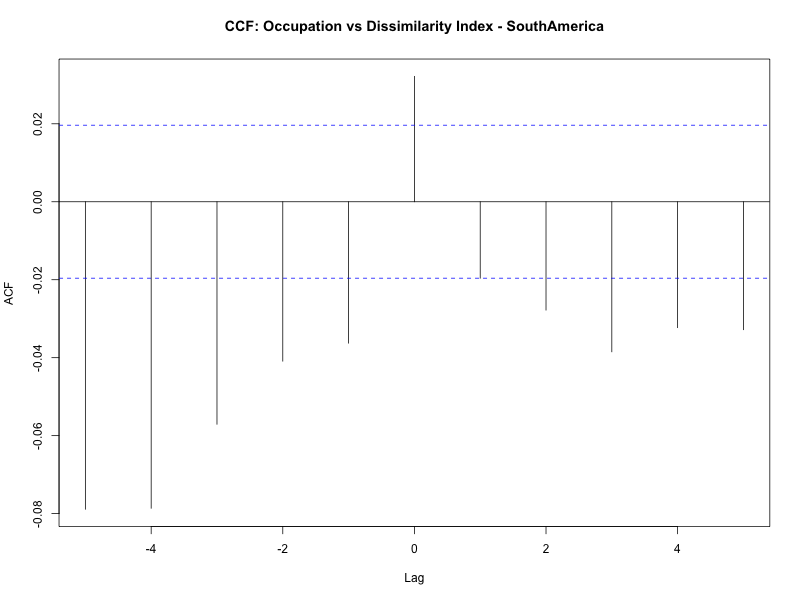 CCF: Occupation vs Dissimilarity Index - SouthAmerica
ACF
0.02
0.00
-0.02
-0.04
-0.06
-0.08
-4 -2 0 2 4
Lag